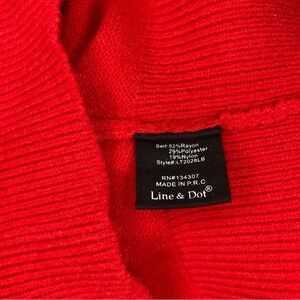 Self:52%Rayon
29%Polyester
19%Nylon
Style#:LT2028LB
RN#134307
MADE IN P.R.C
Line & Dot®